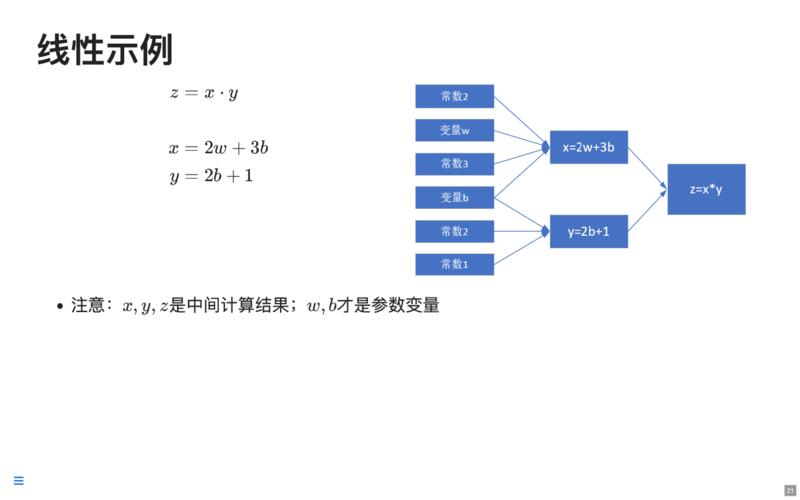 线性示例
z = x · y
x = 2w + 3b
y = 2b + 1
常数2
变量w
常数3
变量b
常数2
常数1
x=2w+3b
y=2b+1
z=x*y
• 注意：x, y, z是中间计算结果；w, b才是参数变量
21